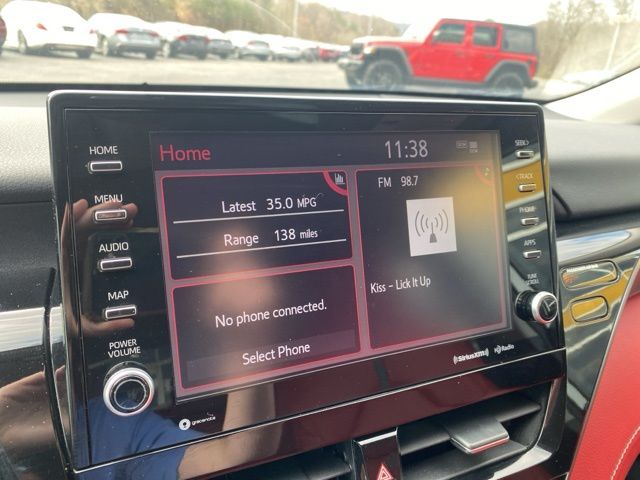 HOME
MENU
AUDIO
MAP
POWER
VOLUME
Home
11:38
Latest 35.0 MPG
Range 138 miles
No phone connected.
Select Phone
FM 98.7
Kiss - Lick It Up
SEEK>
<TRACK
PHONE
APPS
TUNE
SCROLL
gracenote
SiriusXM
HD Radio